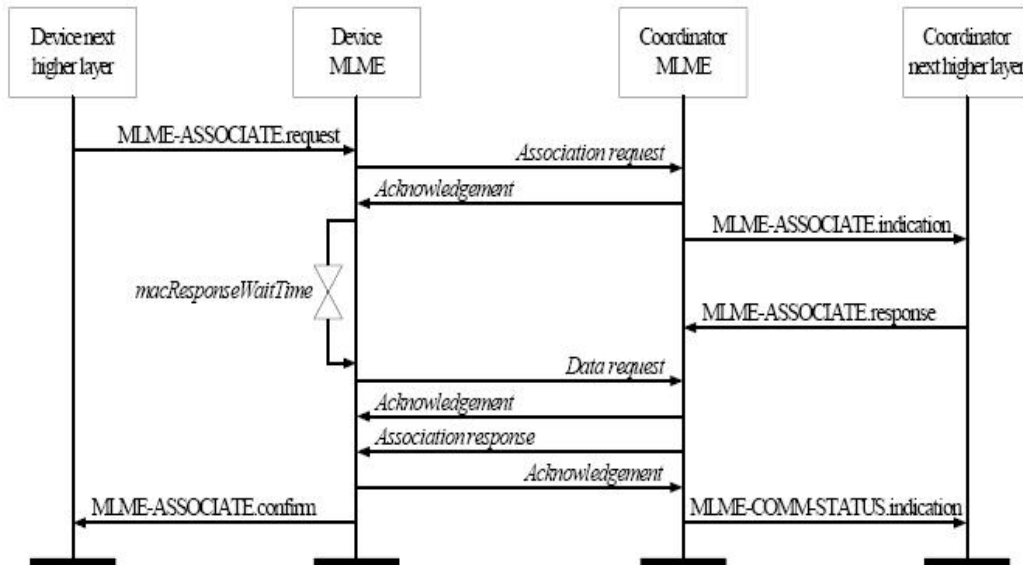 Device next
higher layer
Device
MLME
Coordinator
MLME
Coordinator
next higher layer
MLME-ASSOCIATE.request
Association request
Acknowledgement
MLME-ASSOCIATE.indication
macResponseWaitTime
MLME-ASSOCIATE.response
Data request
Acknowledgement
Association response
Acknowledgement
MLME-ASSOCIATE.confirm
MLME-COMM-STATUS.indication